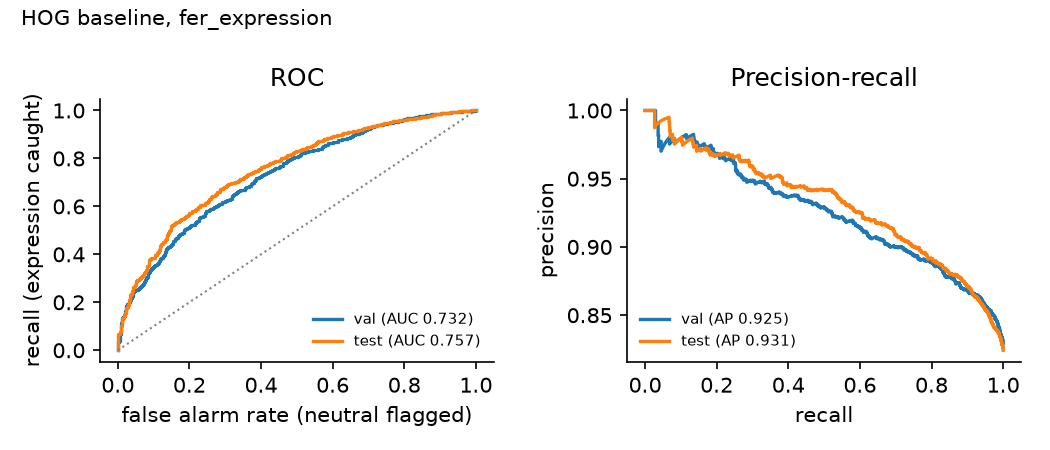 HOG baseline, fer_expression
ROC
recall (expression caught)
1.0
0.8
0.6
0.4
0.2
0.0
val (AUC 0.732)
test (AUC 0.757)
0.0 0.2 0.4 0.6 0.8 1.0
false alarm rate (neutral flagged)
Precision-recall
precision
1.00
0.95
0.90
0.85
val (AP 0.925)
test (AP 0.931)
0.0 0.2 0.4 0.6 0.8 1.0
recall